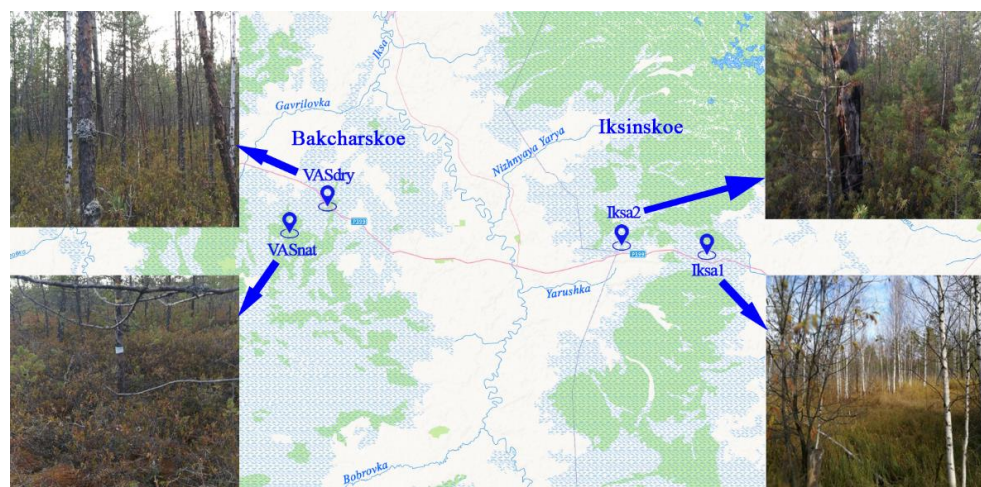 Iksa
Gavrilovka
Bakcharskoe
Iksinskoe
Nizhnyaya Yarya
VASdry
VASnat
Iksa2
Iksa1
P398
Yarushka
Bobrovka